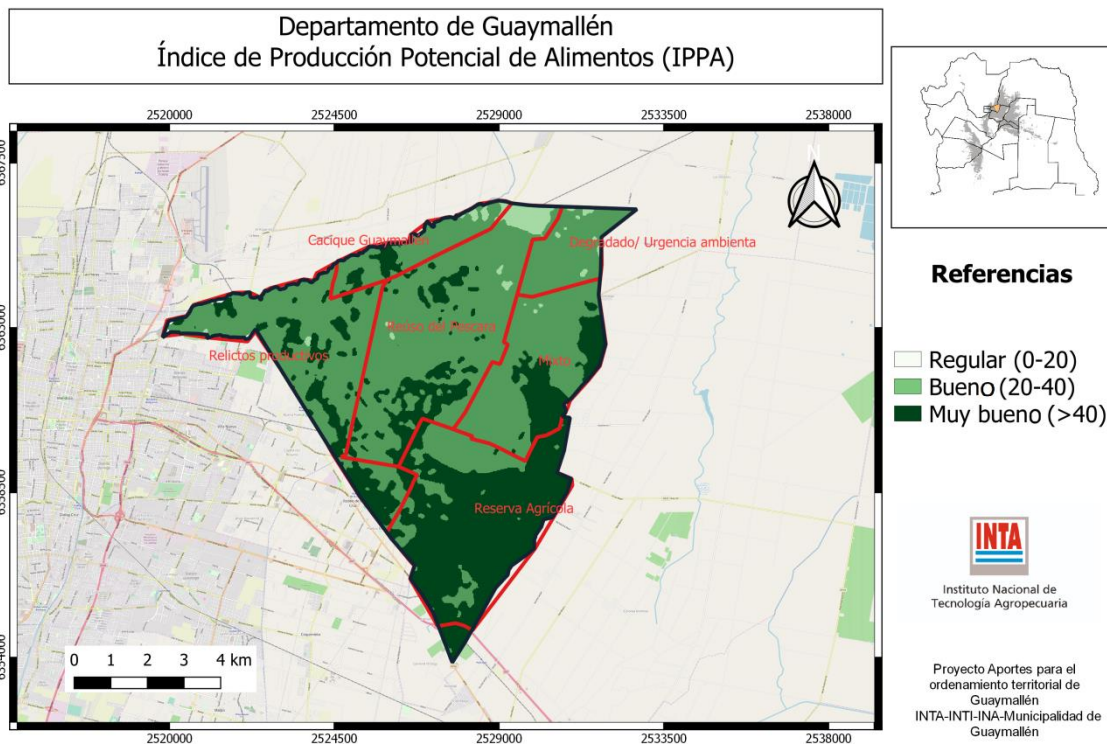 Departamento de Guaymallén
Índice de Producción Potencial de Alimentos (IPPA)
2520000 2524500 2529000 2533500 2538000
N
Cacique Guaymallén
Degradado/ Urgencia ambienta
Reúso del Pescara
Relictos productivos
Mixto
Reserva Agrícola
6558500
0 1 2 3 4 km
2520000 2524500 2529000 2533500 2538000
Referencias
Regular (0-20)
Bueno (20-40)
Muy bueno (>40)
INTA
Instituto Nacional de
Tecnología Agropecuaria
Proyecto Aportes para el
ordenamiento territorial de
Guaymallén
INTA-INTI-INA-Municipalidad de
Guaymallén